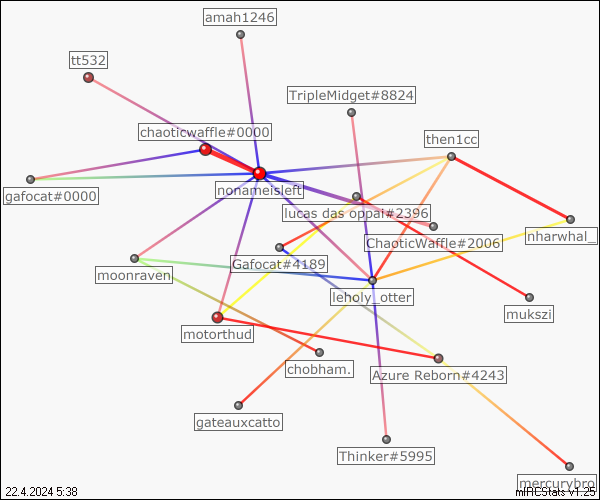 amah1246
tt532
TripleMidget#8824
chaoticwaffle#0000
then1cc
gafocat#0000
nonameisleft
lucas das oppai#2396
nharwhal_
ChaoticWaffle#2006
Gafocat#4189
moonraven
leholy_otter
mukszi
motorthud
chobham.
Azure Reborn#4243
gateauxcatto
Thinker#5995
mercurybro
22.4.2024 5:38
mIRCStats v1.25